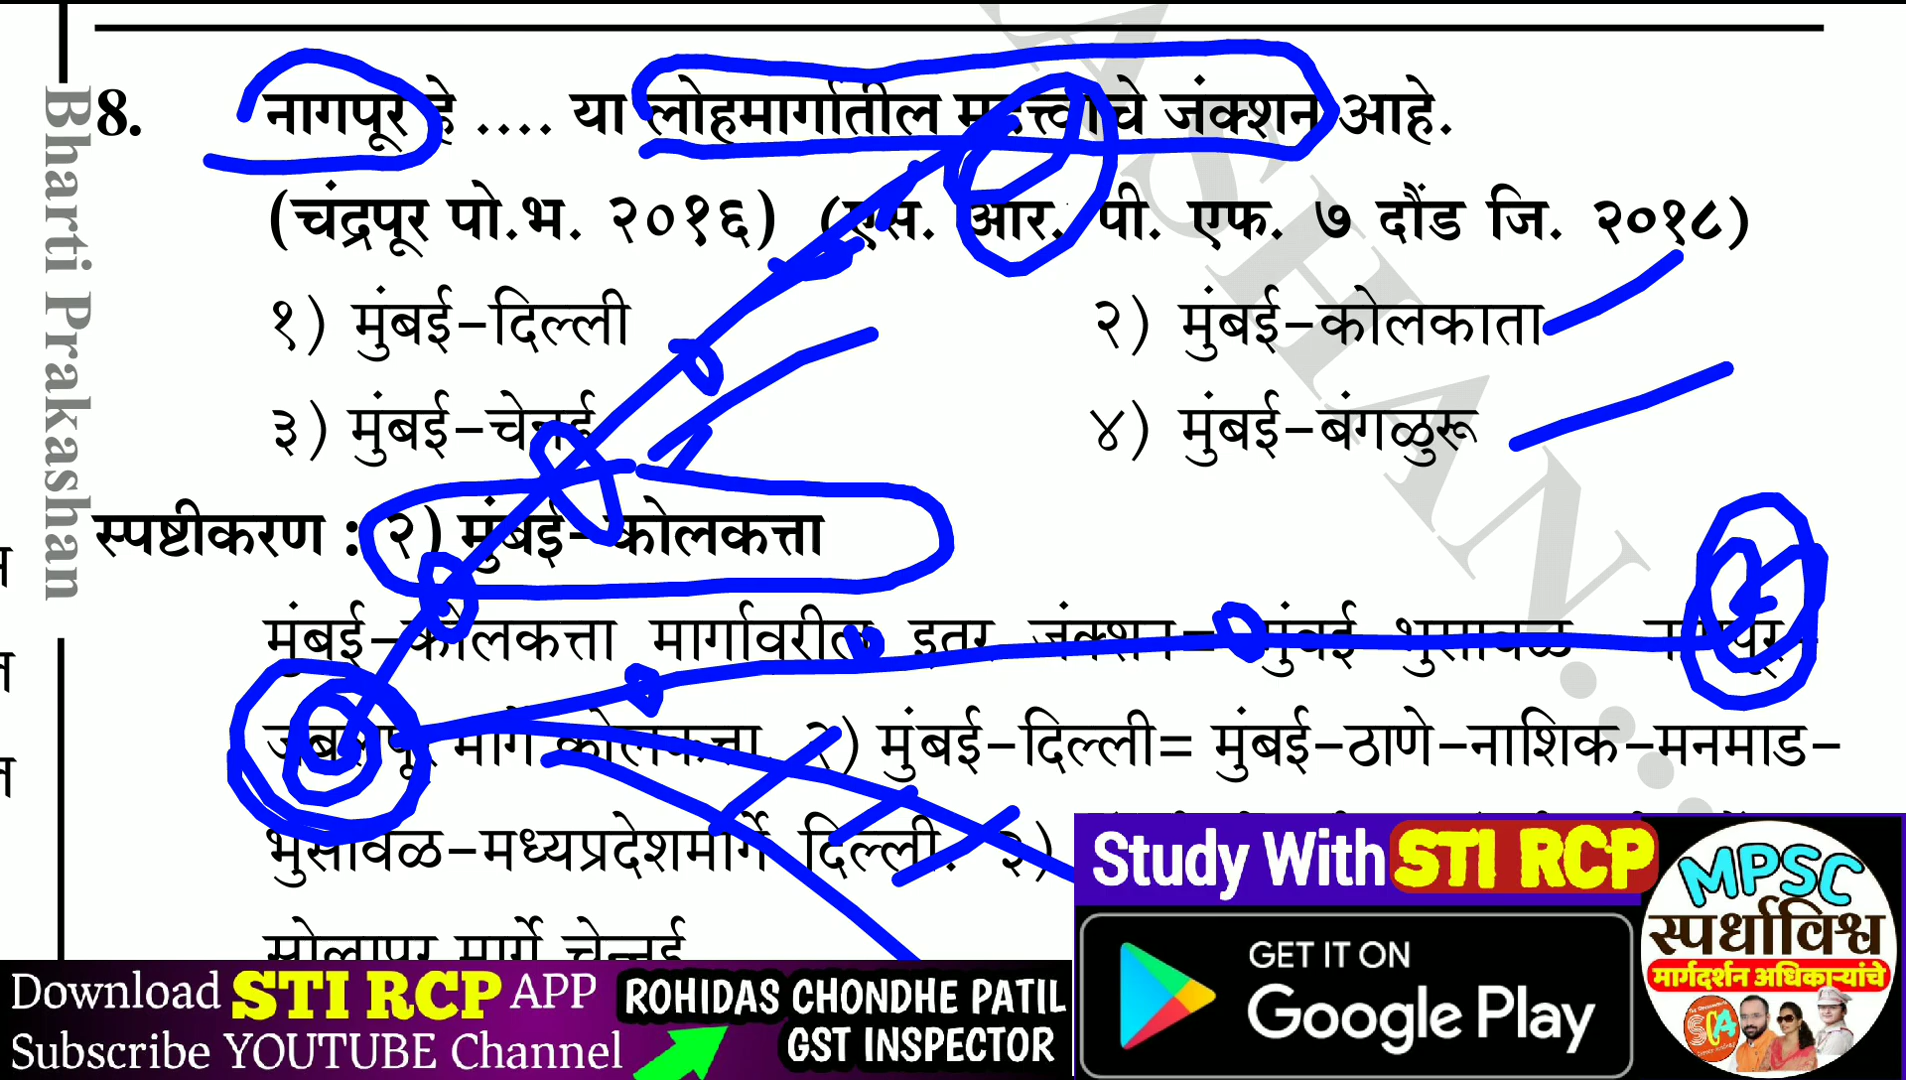 8. नागपूर हे .... या लोहमार्गातील महत्त्वाचे जंक्शन आहे.
(चंद्रपूर पो.भ. २०१६) (एस. आर. पी. एफ. ७ दौंड जि. २०१८)
१) मुंबई-दिल्ली २) मुंबई-कोलकाता
३) मुंबई-चेन्नई ४) मुंबई-बंगळुरू
स्पष्टीकरण : २) मुंबई-कोलकत्ता
मुंबई-कोलकत्ता मार्गावरील इतर जंक्शन= मुंबई भुसावळ नागपूर-
जबलपूर मार्गे कोलकत्ता २) मुंबई-दिल्ली= मुंबई-ठाणे-नाशिक-मनमाड-
भुसावळ-मध्यप्रदेशमार्गे दिल्ली. ३)
सोलापूर मार्गे चेन्नई
Bharti Prakashan
Study With STI RCP
GET IT ON
Google Play
MPSC
स्पर्धाविश्व
मार्गदर्शन अधिकाऱ्यांचे
Download STI RCP APP
Subscribe YOUTUBE Channel
ROHIDAS CHONDHE PATIL
GST INSPECTOR